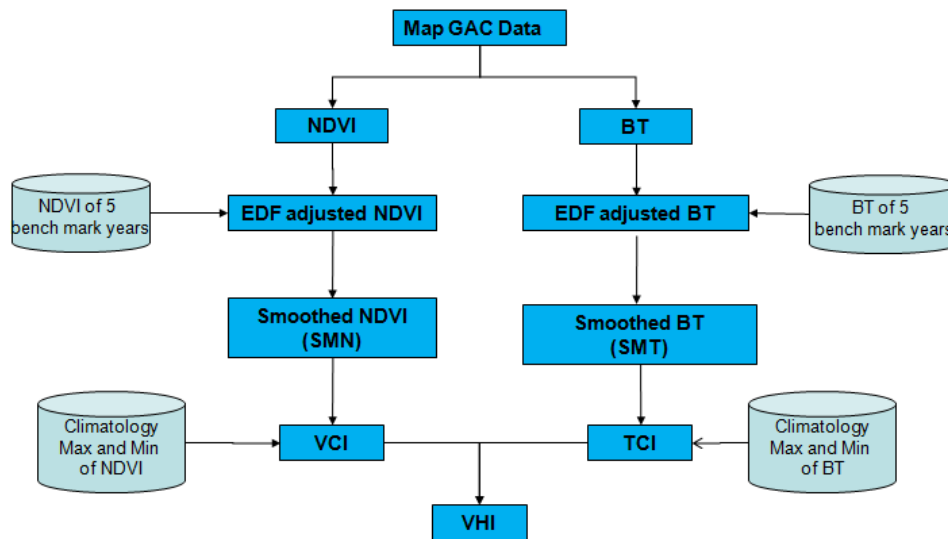 Map GAC Data
NDVI
BT
NDVI of 5
bench mark years
EDF adjusted NDVI
EDF adjusted BT
BT of 5
bench mark years
Smoothed NDVI
(SMN)
Smoothed BT
(SMT)
Climatology
Max and Min
of NDVI
VCI
TCI
Climatology
Max and Min
of BT
VHI